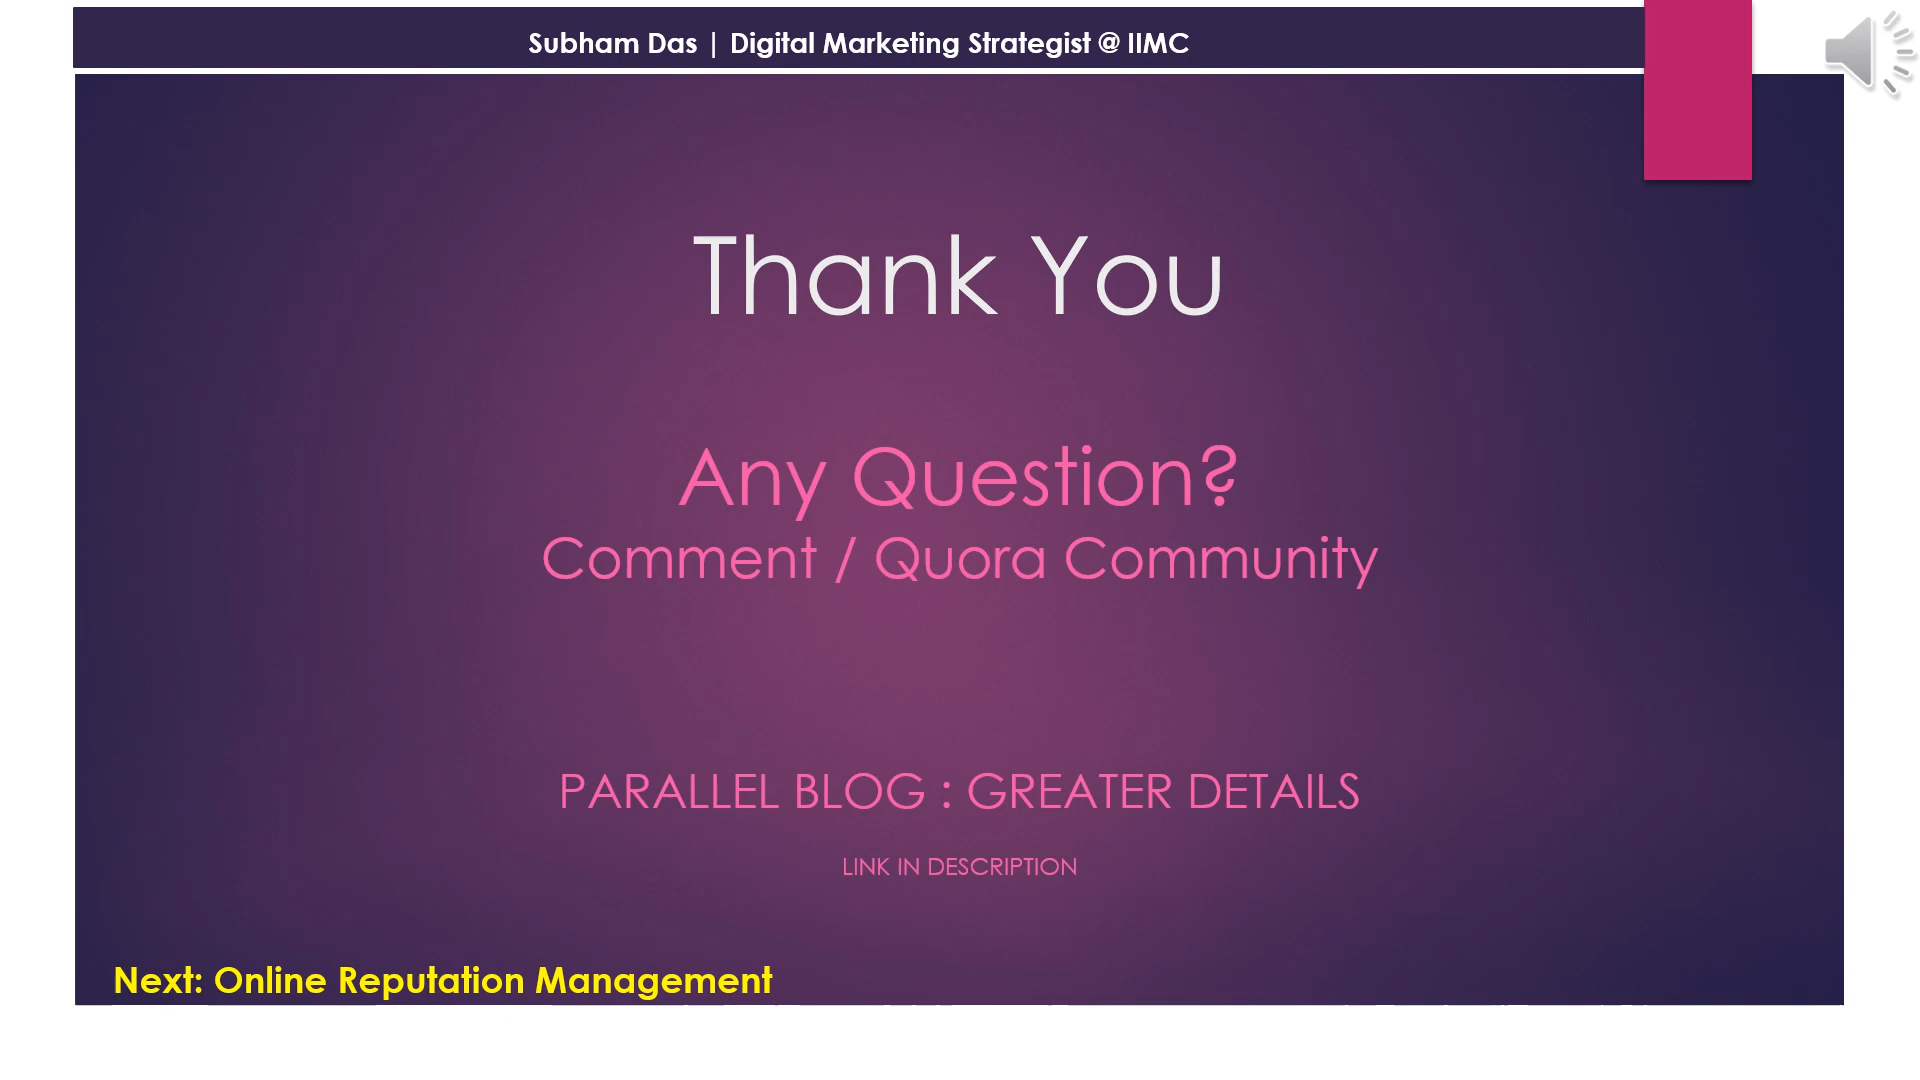 Subham Das | Digital Marketing Strategist @ IIMC
Thank You
Any Question?
Comment / Quora Community
PARALLEL BLOG : GREATER DETAILS
LINK IN DESCRIPTION
Next: Online Reputation Management